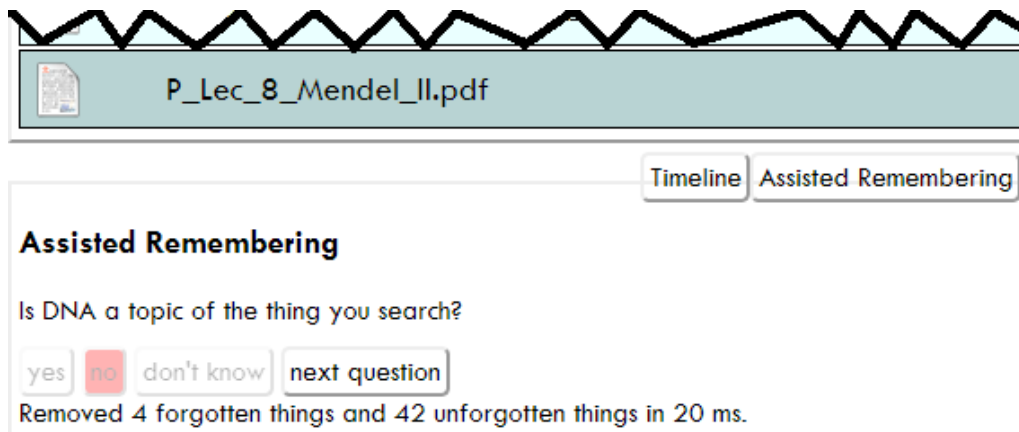 P_Lec_8_Mendel_II.pdf
Timeline Assisted Remembering
Assisted Remembering
Is DNA a topic of the thing you search?
yes no don't know next question
Removed 4 forgotten things and 42 unforgotten things in 20 ms.